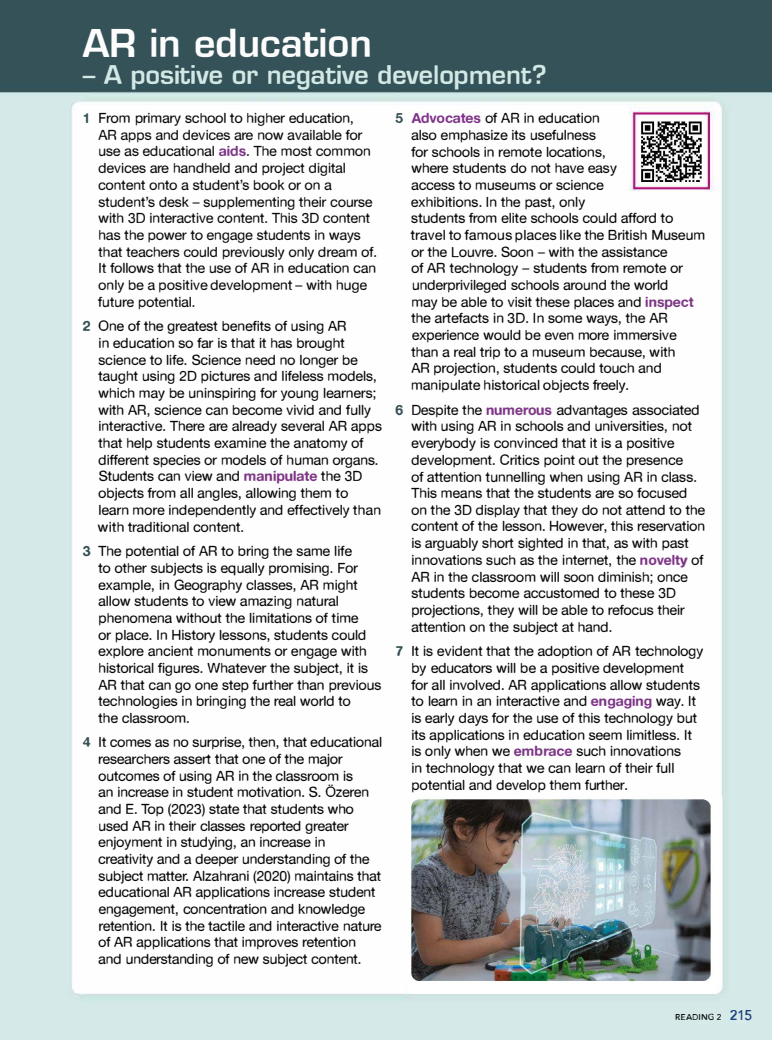 AR in education
– A positive or negative development?
1 From primary school to higher education,
AR apps and devices are now available for
use as educational aids. The most common
devices are handheld and project digital
content onto a student's book or on a
student's desk – supplementing their course
with 3D interactive content. This 3D content
has the power to engage students in ways
that teachers could previously only dream of.
It follows that the use of AR in education can
only be a positive development – with huge
future potential.
2 One of the greatest benefits of using AR
in education so far is that it has brought
science to life. Science need no longer be
taught using 2D pictures and lifeless models,
which may be uninspiring for young learners;
with AR, science can become vivid and fully
interactive. There are already several AR apps
that help students examine the anatomy of
different species or models of human organs.
Students can view and manipulate the 3D
objects from all angles, allowing them to
learn more independently and effectively than
with traditional content.
3 The potential of AR to bring the same life
to other subjects is equally promising. For
example, in Geography classes, AR might
allow students to view amazing natural
phenomena without the limitations of time
or place. In History lessons, students could
explore ancient monuments or engage with
historical figures. Whatever the subject, it is
AR that can go one step further than previous
technologies in bringing the real world to
the classroom.
4 It comes as no surprise, then, that educational
researchers assert that one of the major
outcomes of using AR in the classroom is
an increase in student motivation. S. Özeren
and E. Top (2023) state that students who
used AR in their classes reported greater
enjoyment in studying, an increase in
creativity and a deeper understanding of the
subject matter. Alzahrani (2020) maintains that
educational AR applications increase student
engagement, concentration and knowledge
retention. It is the tactile and interactive nature
of AR applications that improves retention
and understanding of new subject content.
5 Advocates of AR in education
also emphasize its usefulness
for schools in remote locations,
where students do not have easy
access to museums or science
exhibitions. In the past, only
students from elite schools could afford to
travel to famous places like the British Museum
or the Louvre. Soon – with the assistance
of AR technology – students from remote or
underprivileged schools around the world
may be able to visit these places and inspect
the artefacts in 3D. In some ways, the AR
experience would be even more immersive
than a real trip to a museum because, with
AR projection, students could touch and
manipulate historical objects freely.
6 Despite the numerous advantages associated
with using AR in schools and universities, not
everybody is convinced that it is a positive
development. Critics point out the presence
of attention tunnelling when using AR in class.
This means that the students are so focused
on the 3D display that they do not attend to the
content of the lesson. However, this reservation
is arguably short sighted in that, as with past
innovations such as the internet, the novelty of
AR in the classroom will soon diminish; once
students become accustomed to these 3D
projections, they will be able to refocus their
attention on the subject at hand.
7 It is evident that the adoption of AR technology
by educators will be a positive development
for all involved. AR applications allow students
to learn in an interactive and engaging way. It
is early days for the use of this technology but
its applications in education seem limitless. It
is only when we embrace such innovations
in technology that we can learn of their full
potential and develop them further.
READING 2 215